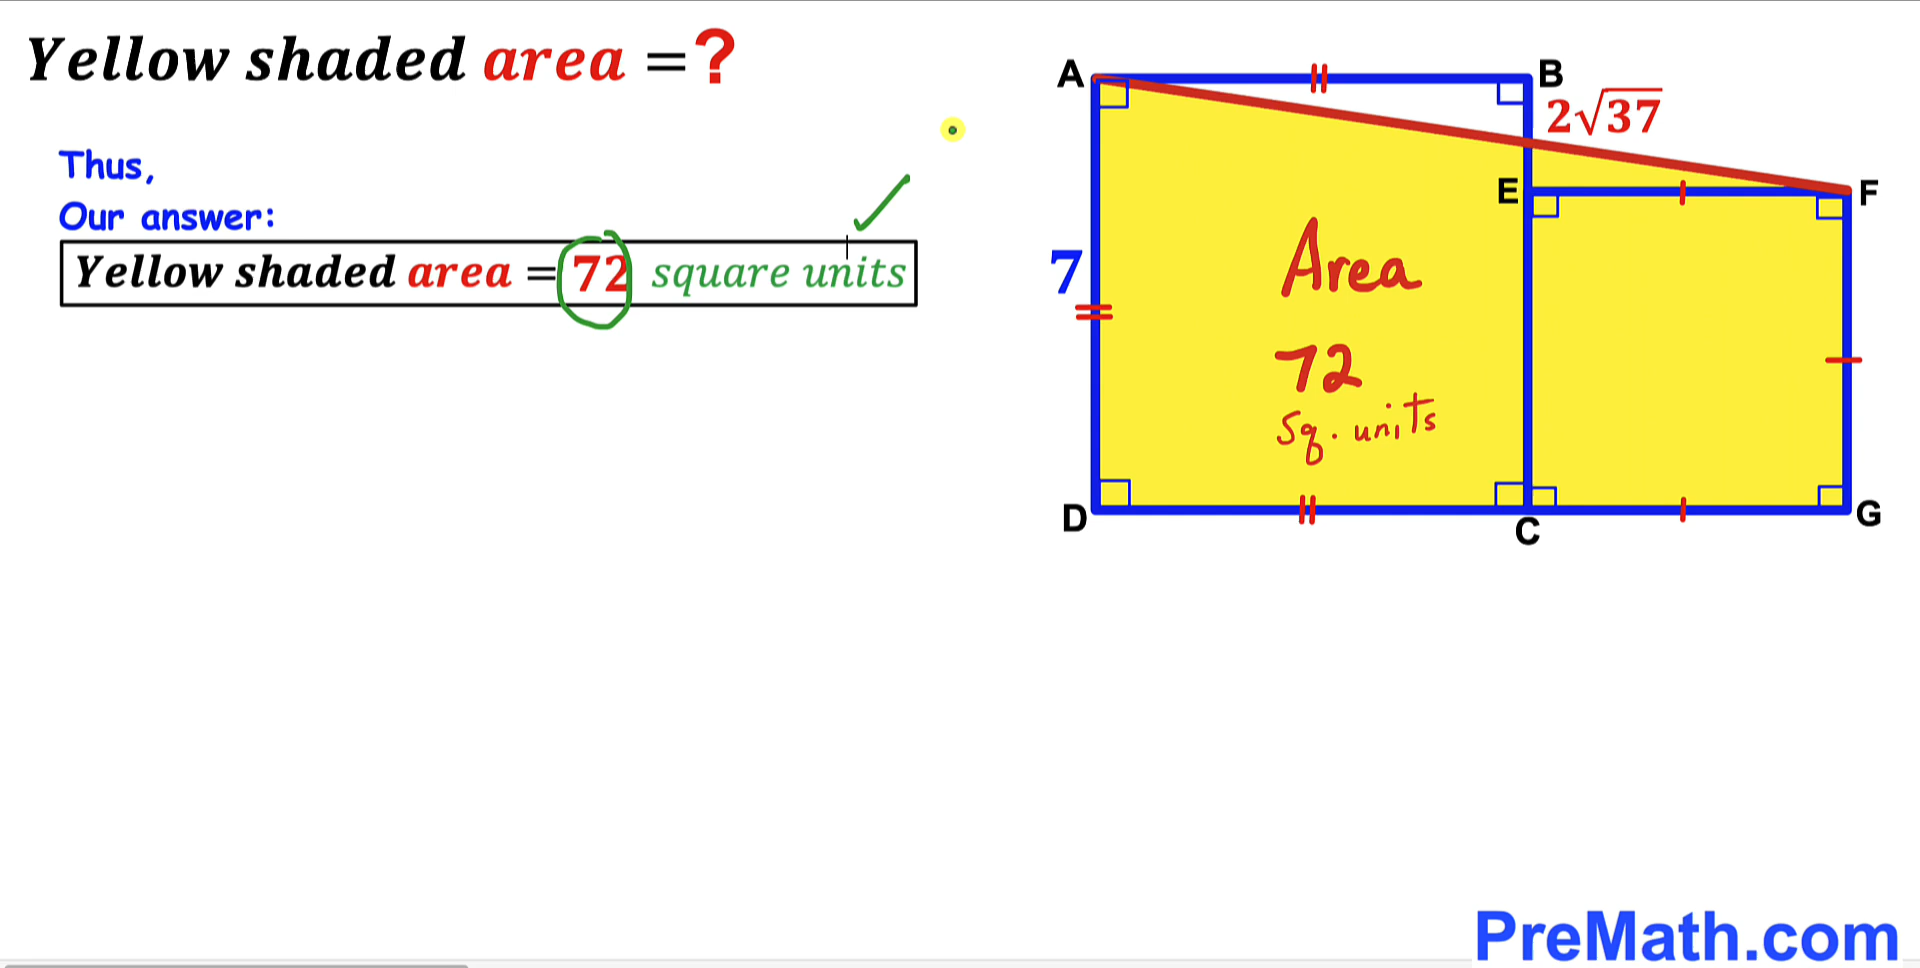 Yellow shaded area = ?
Thus,
Our answer:
Yellow shaded area = 72 square units
A
B
2√37
E
F
7
Area
72
Sq. units
D
C
G
PreMath.com